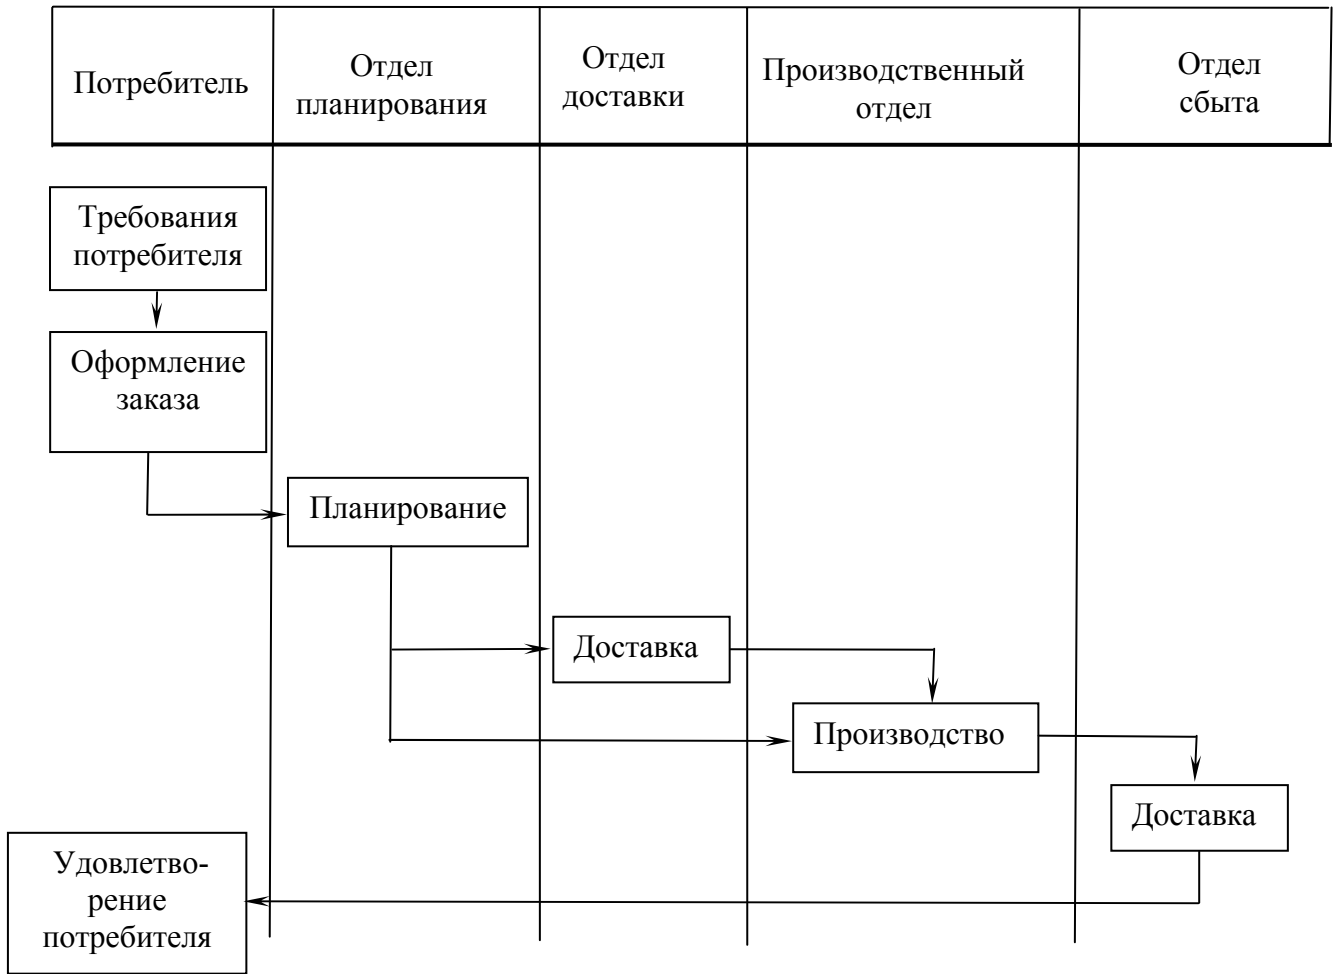 Потребитель
Отдел
планирования
Отдел
доставки
Производственный
отдел
Отдел
сбыта
Требования
потребителя
Оформление
заказа
Планирование
Доставка
Производство
Доставка
Удовлетво-
рение
потребителя